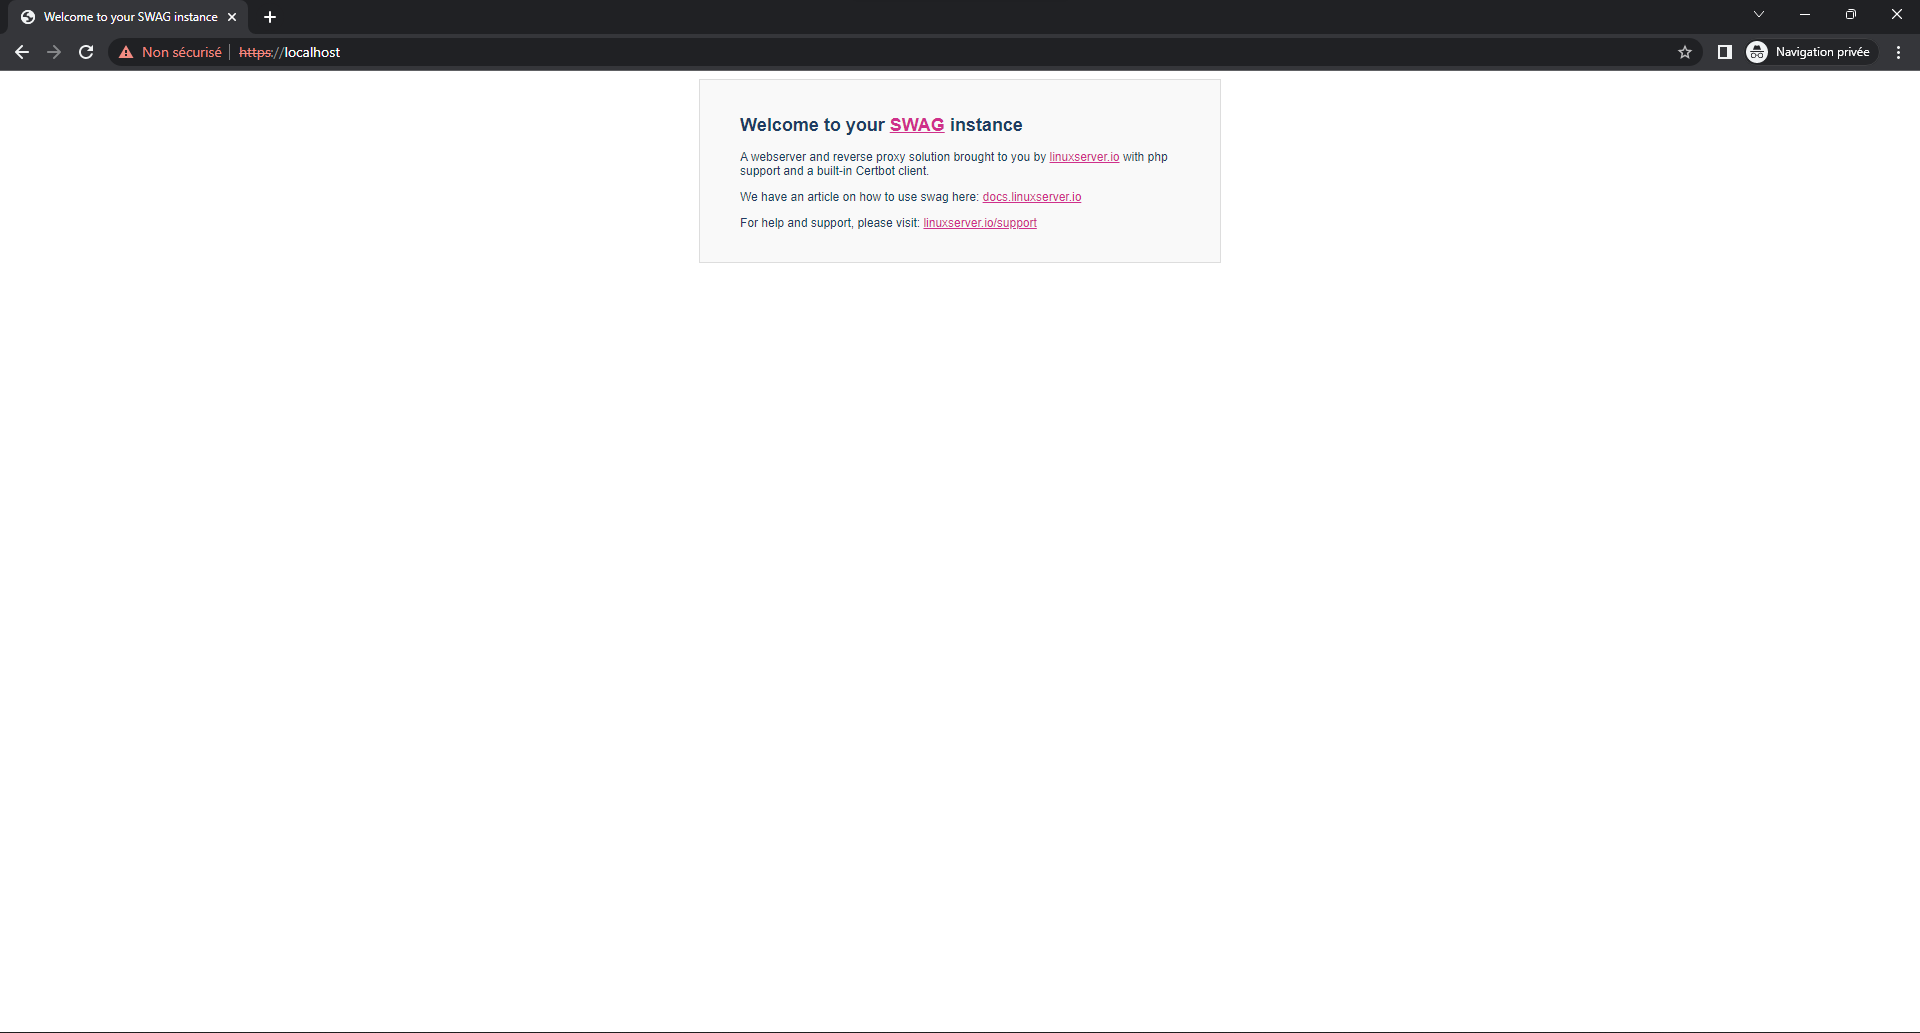 Welcome to your SWAG instance
Non sécurisé https://localhost
Navigation privée
Welcome to your SWAG instance
A webserver and reverse proxy solution brought to you by linuxserver.io with php
support and a built-in Certbot client.
We have an article on how to use swag here: docs.linuxserver.io
For help and support, please visit: linuxserver.io/support